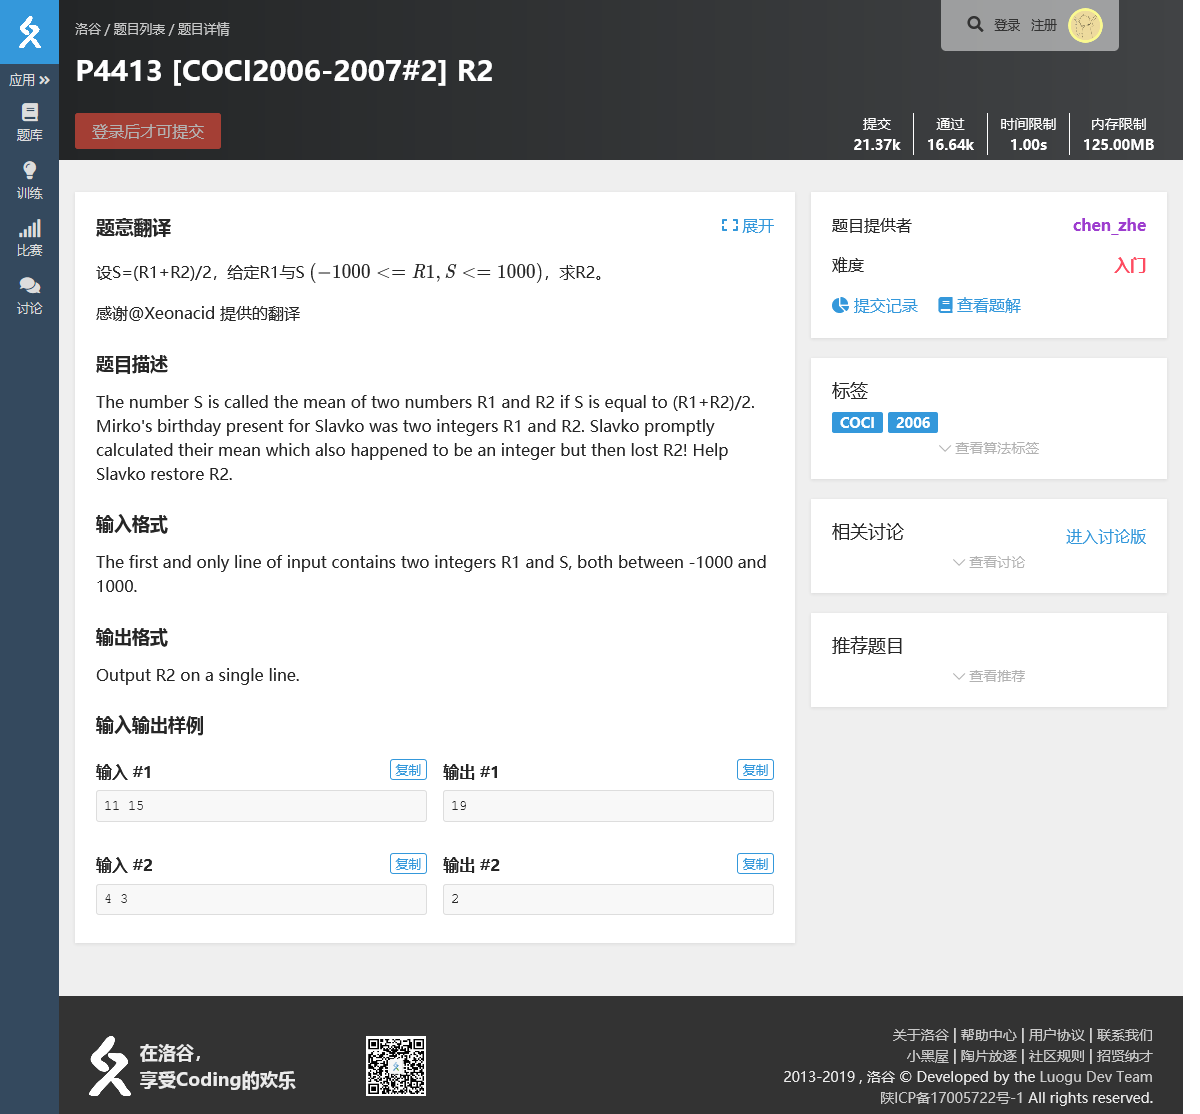 洛谷 / 题目列表 / 题目详情
登录 注册
P4413 [COCI2006-2007#2] R2
登录后才可提交
提交 通过 时间限制 内存限制
21.37k 16.64k 1.00s 125.00MB
应用
题库
训练
比赛
讨论
题意翻译
展开
设S=(R1+R2)/2，给定R1与S (−1000 <= R1, S <= 1000)，求R2。
感谢@Xeonacid 提供的翻译
题目描述
The number S is called the mean of two numbers R1 and R2 if S is equal to (R1+R2)/2.
Mirko's birthday present for Slavko was two integers R1 and R2. Slavko promptly
calculated their mean which also happened to be an integer but then lost R2! Help
Slavko restore R2.
输入格式
The first and only line of input contains two integers R1 and S, both between -1000 and
1000.
输出格式
Output R2 on a single line.
输入输出样例
输入 #1 复制 输出 #1 复制
11 15 19
输入 #2 复制 输出 #2 复制
4 3 2
题目提供者 chen_zhe
难度 入门
提交记录 查看题解
标签
COCI 2006
查看算法标签
相关讨论 进入讨论版
查看讨论
推荐题目
查看推荐
在洛谷，
享受Coding的欢乐
关于洛谷 | 帮助中心 | 用户协议 | 联系我们
小黑屋 | 陶片放逐 | 社区规则 | 招贤纳才
2013-2019 , 洛谷 © Developed by the Luogu Dev Team
陕ICP备17005722号-1 All rights reserved.